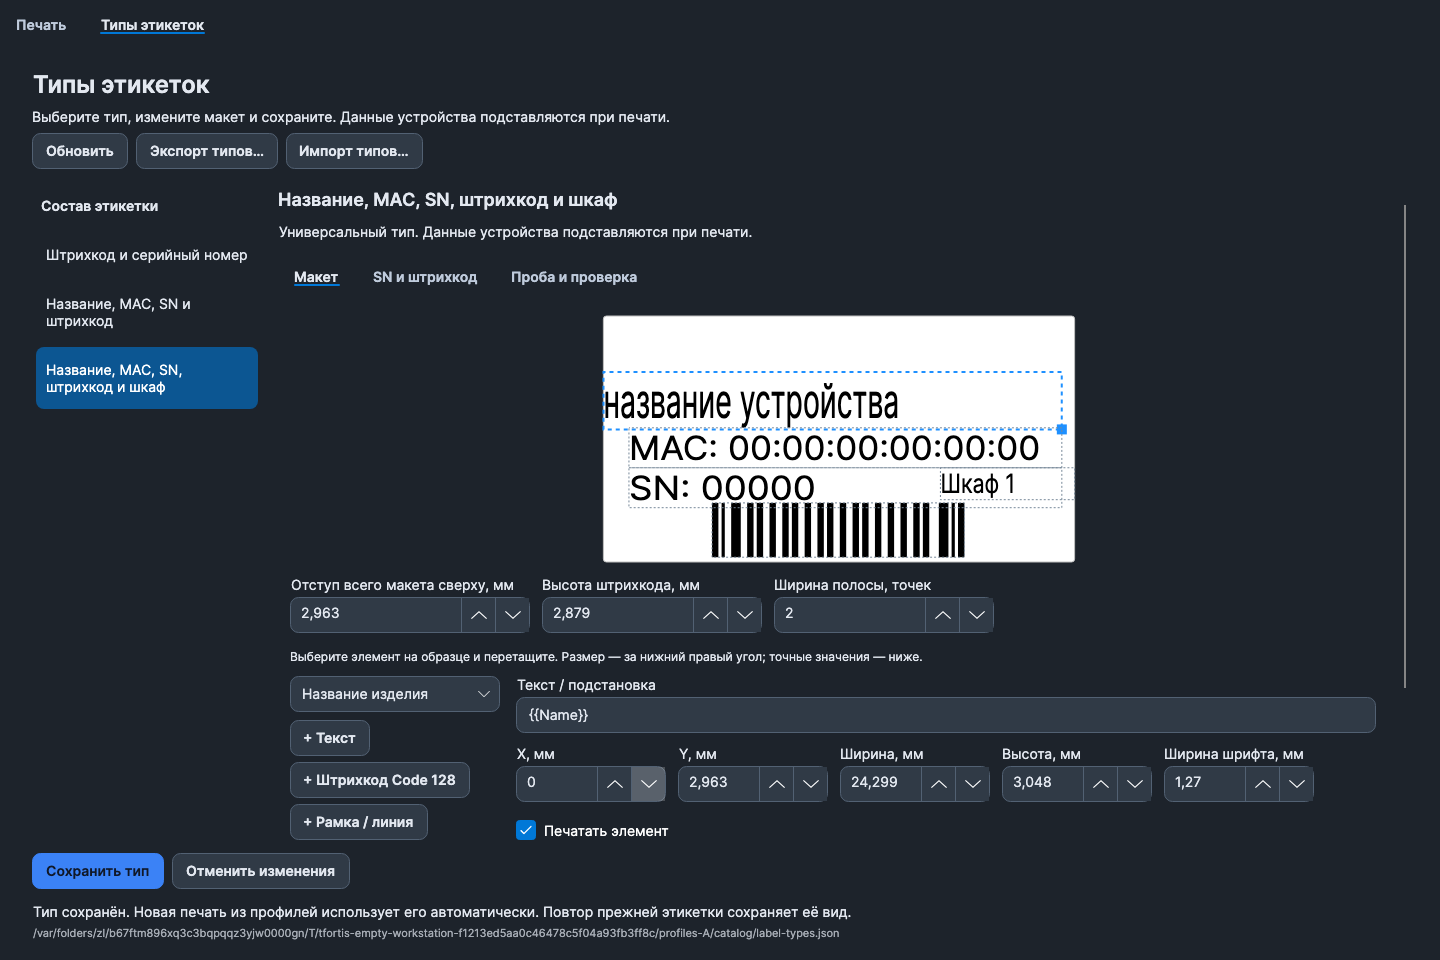 Печать
Типы этикеток
Типы этикеток
Выберите тип, измените макет и сохраните. Данные устройства подставляются при печати.
Обновить
Экспорт типов...
Импорт типов...
Состав этикетки
Штрихкод и серийный номер
Название, MAC, SN и
штрихкод
Название, MAC, SN,
штрихкод и шкаф
Название, MAC, SN, штрихкод и шкаф
Универсальный тип. Данные устройства подставляются при печати.
Макет
SN и штрихкод
Проба и проверка
название устройства
MAC: 00:00:00:00:00:00
SN: 00000
Шкаф 1
Отступ всего макета сверху, мм
Высота штрихкода, мм
Ширина полосы, точек
2,963
2,879
2
Выберите элемент на образце и перетащите. Размер — за нижний правый угол; точные значения — ниже.
Название изделия
Текст / подстановка
{{Name}}
+ Текст
+ Штрихкод Code 128
+ Рамка / линия
X, мм
Y, мм
Ширина, мм
Высота, мм
Ширина шрифта, мм
0
2,963
24,299
3,048
1,27
Печатать элемент
Сохранить тип
Отменить изменения
Тип сохранён. Новая печать из профилей использует его автоматически. Повтор прежней этикетки сохраняет её вид.
/var/folders/zl/b67ftm896xq3c3bqpqqz3yjw0000gn/T/tfortis-empty-workstation-f1213ed5aa0c46478c5f04a93fb3ff8c/profiles-A/catalog/label-types.json